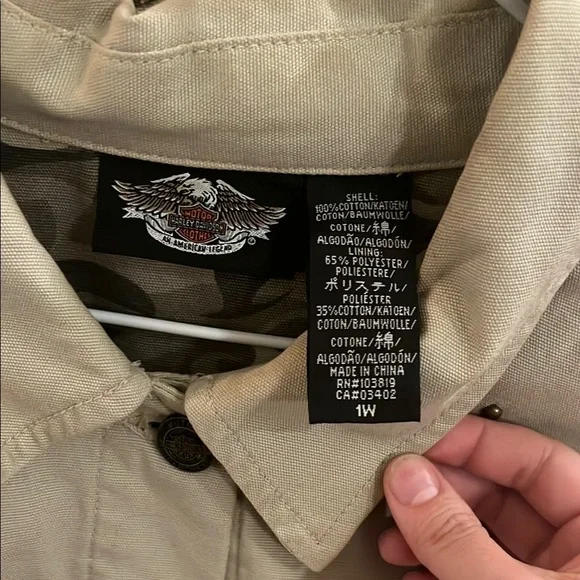 MOTOR
HARLEY-DAVIDSON
CLOTHES
AN AMERICAN LEGEND
®
SHELL:
100%COTTON/KATOEN/
COTON/BAUMWOLLE/
COTONE/綿/
ALGODÃO/ALGODÓN/
LINING:
65% POLYESTER/
POLIESTERE/
ポリエステル/
POLIÉSTER
35%COTTON/KATOEN/
COTON/BAUMWOLLE/
COTONE/綿/
ALGODÃO/ALGODÓN/
MADE IN CHINA
RN#103819
CA#03402
1W